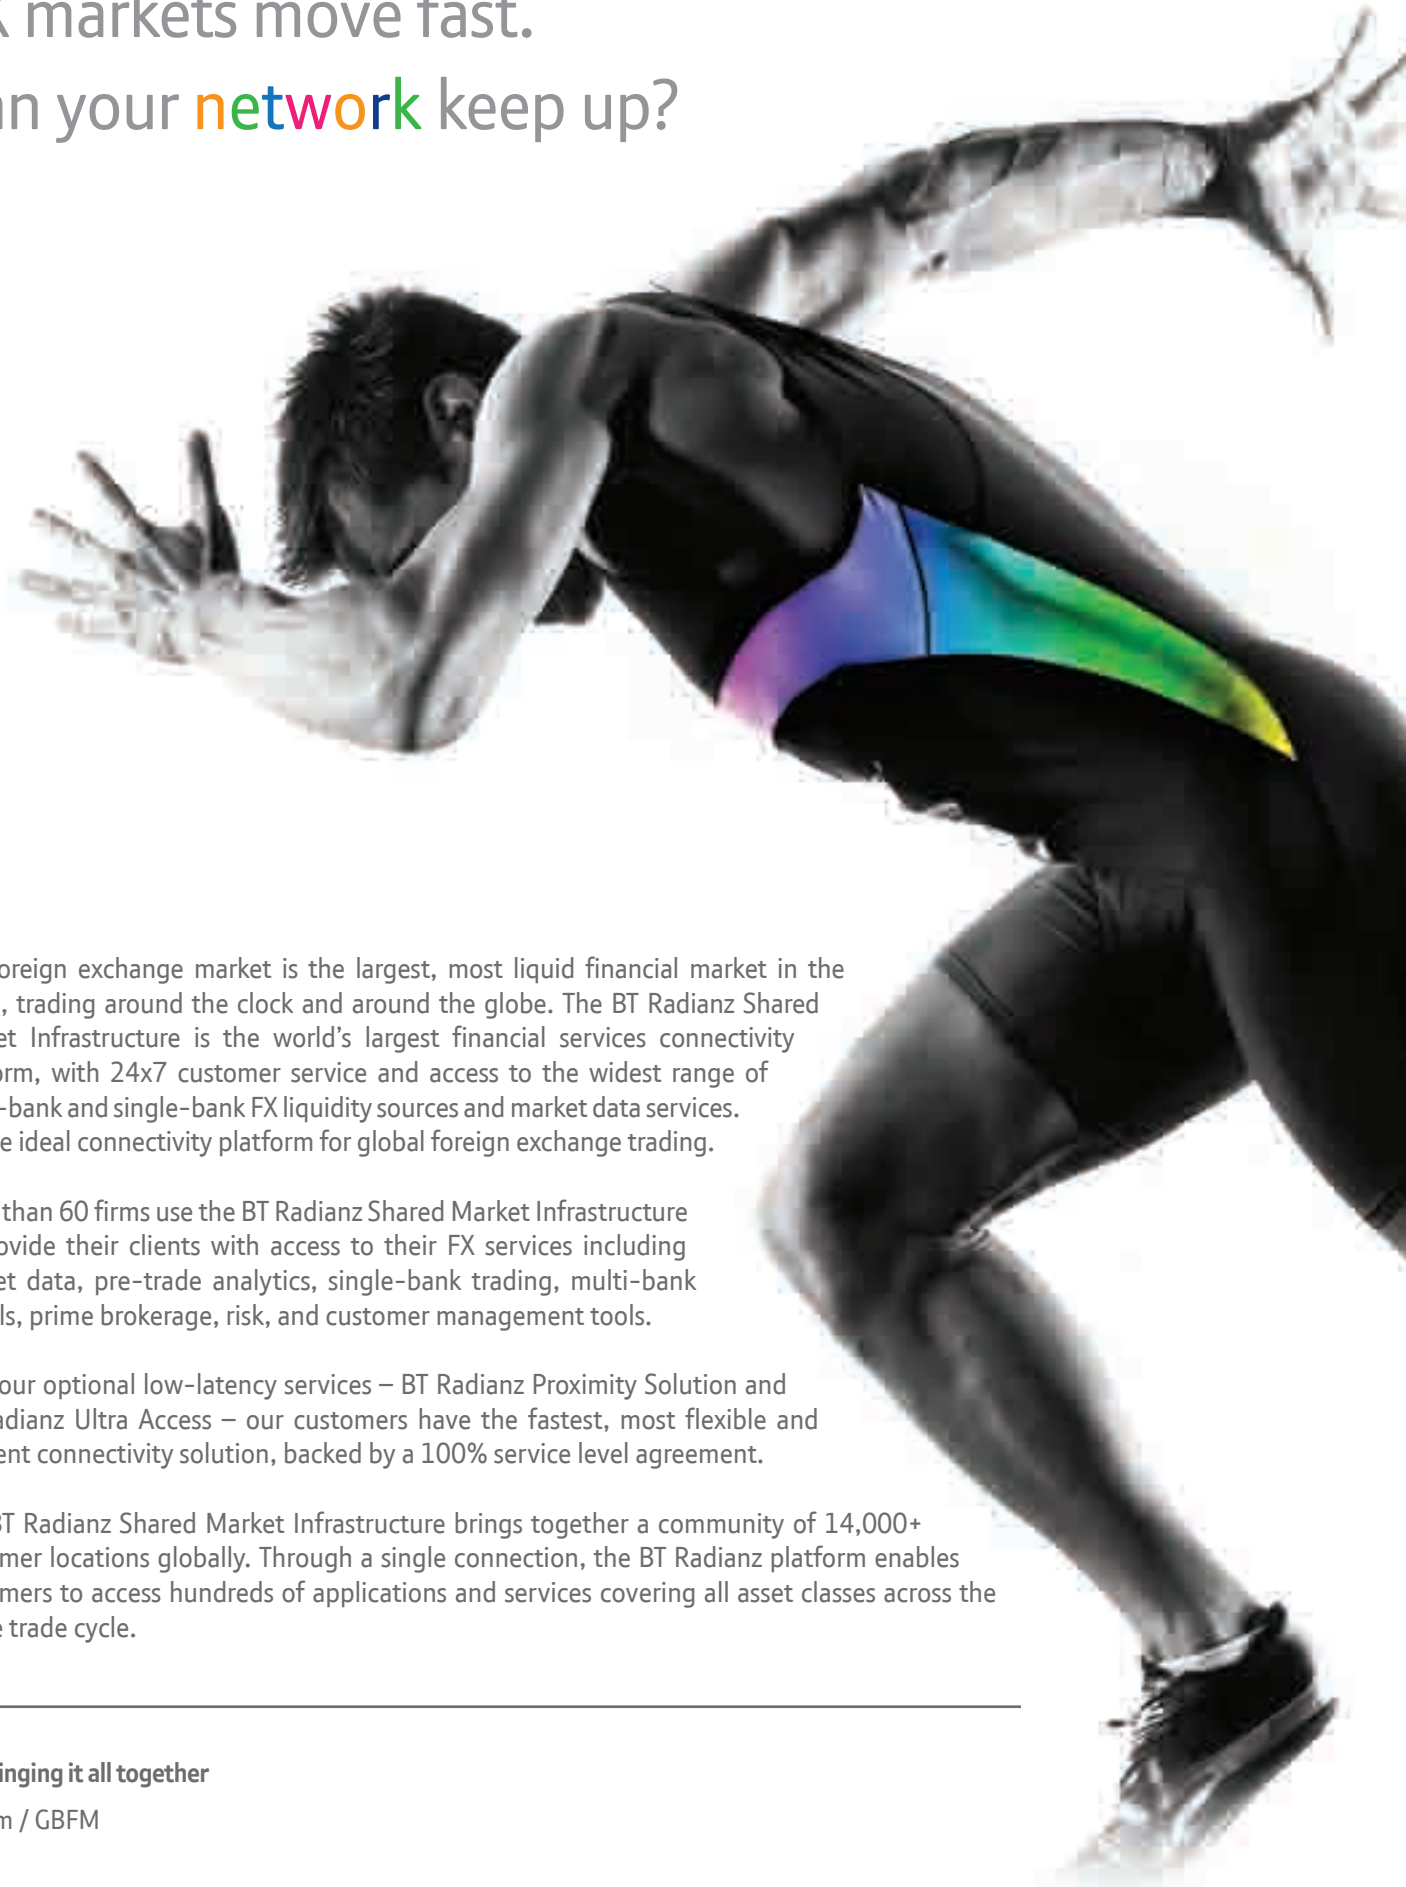 X markets move fast.
an your network keep up?
oreign exchange market is the largest, most liquid financial market in the
, trading around the clock and around the globe. The BT Radianz Shared
et Infrastructure is the world’s largest financial services connectivity
orm, with 24x7 customer service and access to the widest range of
-bank and single-bank FX liquidity sources and market data services.
e ideal connectivity platform for global foreign exchange trading.
than 60 firms use the BT Radianz Shared Market Infrastructure
ovide their clients with access to their FX services including
et data, pre-trade analytics, single-bank trading, multi-bank
ls, prime brokerage, risk, and customer management tools.
our optional low-latency services – BT Radianz Proximity Solution and
adianz Ultra Access – our customers have the fastest, most flexible and
ent connectivity solution, backed by a 100% service level agreement.
BT Radianz Shared Market Infrastructure brings together a community of 14,000+
mer locations globally. Through a single connection, the BT Radianz platform enables
mers to access hundreds of applications and services covering all asset classes across the
e trade cycle.
inging it all together
m / GBFM